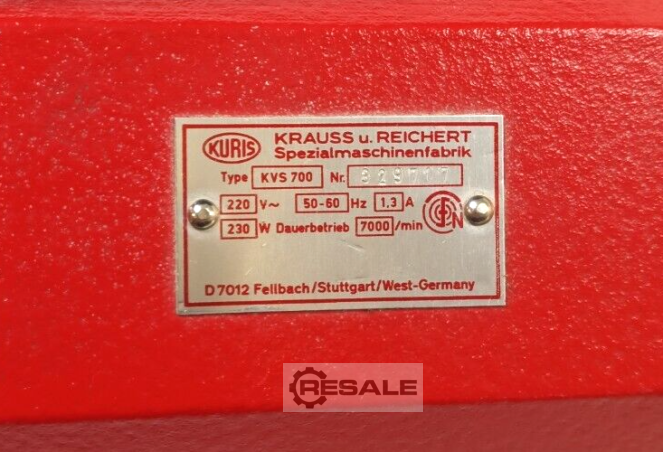 KURIS
KRAUSS u. REICHERT
Spezialmaschinenfabrik
Type KVS 700 Nr. 329717
220 V~ 50-60 Hz 1.3 A
230 W Dauerbetrieb 7000 /min
D 7012 Fellbach/Stuttgart/West-Germany
RESALE